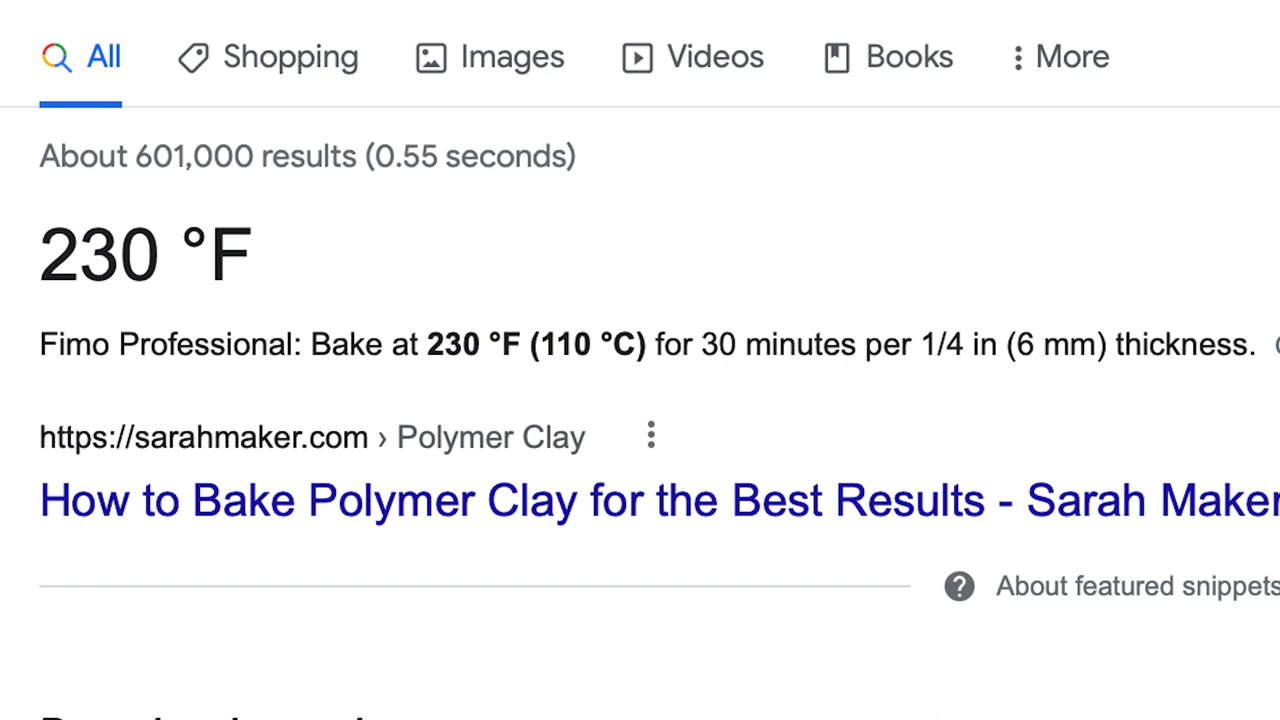 All Shopping Images Videos Books More
About 601,000 results (0.55 seconds)
230 °F
Fimo Professional: Bake at 230 °F (110 °C) for 30 minutes per 1/4 in (6 mm) thickness.
https://sarahmaker.com › Polymer Clay
How to Bake Polymer Clay for the Best Results - Sarah Maker
About featured snippets